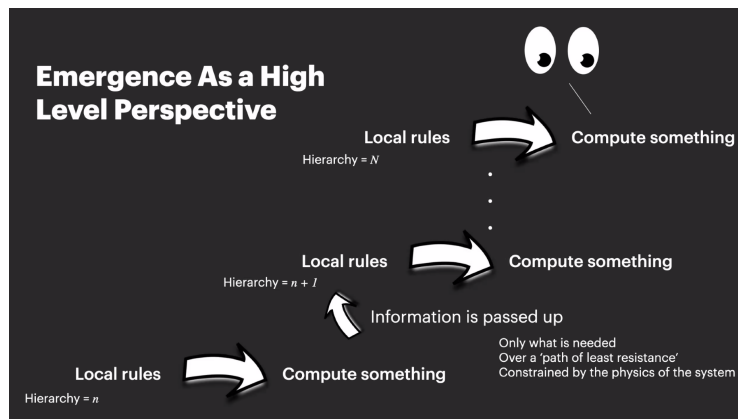 Emergence As a High
Level Perspective
Local rules
Compute something
Hierarchy = N
Local rules
Compute something
Hierarchy = n + 1
Information is passed up
Only what is needed
Over a ‘path of least resistance’
Constrained by the physics of the system
Local rules
Compute something
Hierarchy = n